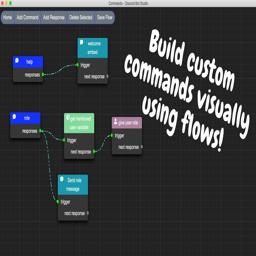 Commands - Discord Bot Studio
Home Add Command Add Response Delete Selected Save Flow
welcome
embed
trigger
next response
help
responses
Build custom
commands visually
using flows!
role
responses
get mentioned
user variable
trigger
next response
give user role
trigger
next response
Send role
message
trigger
next response